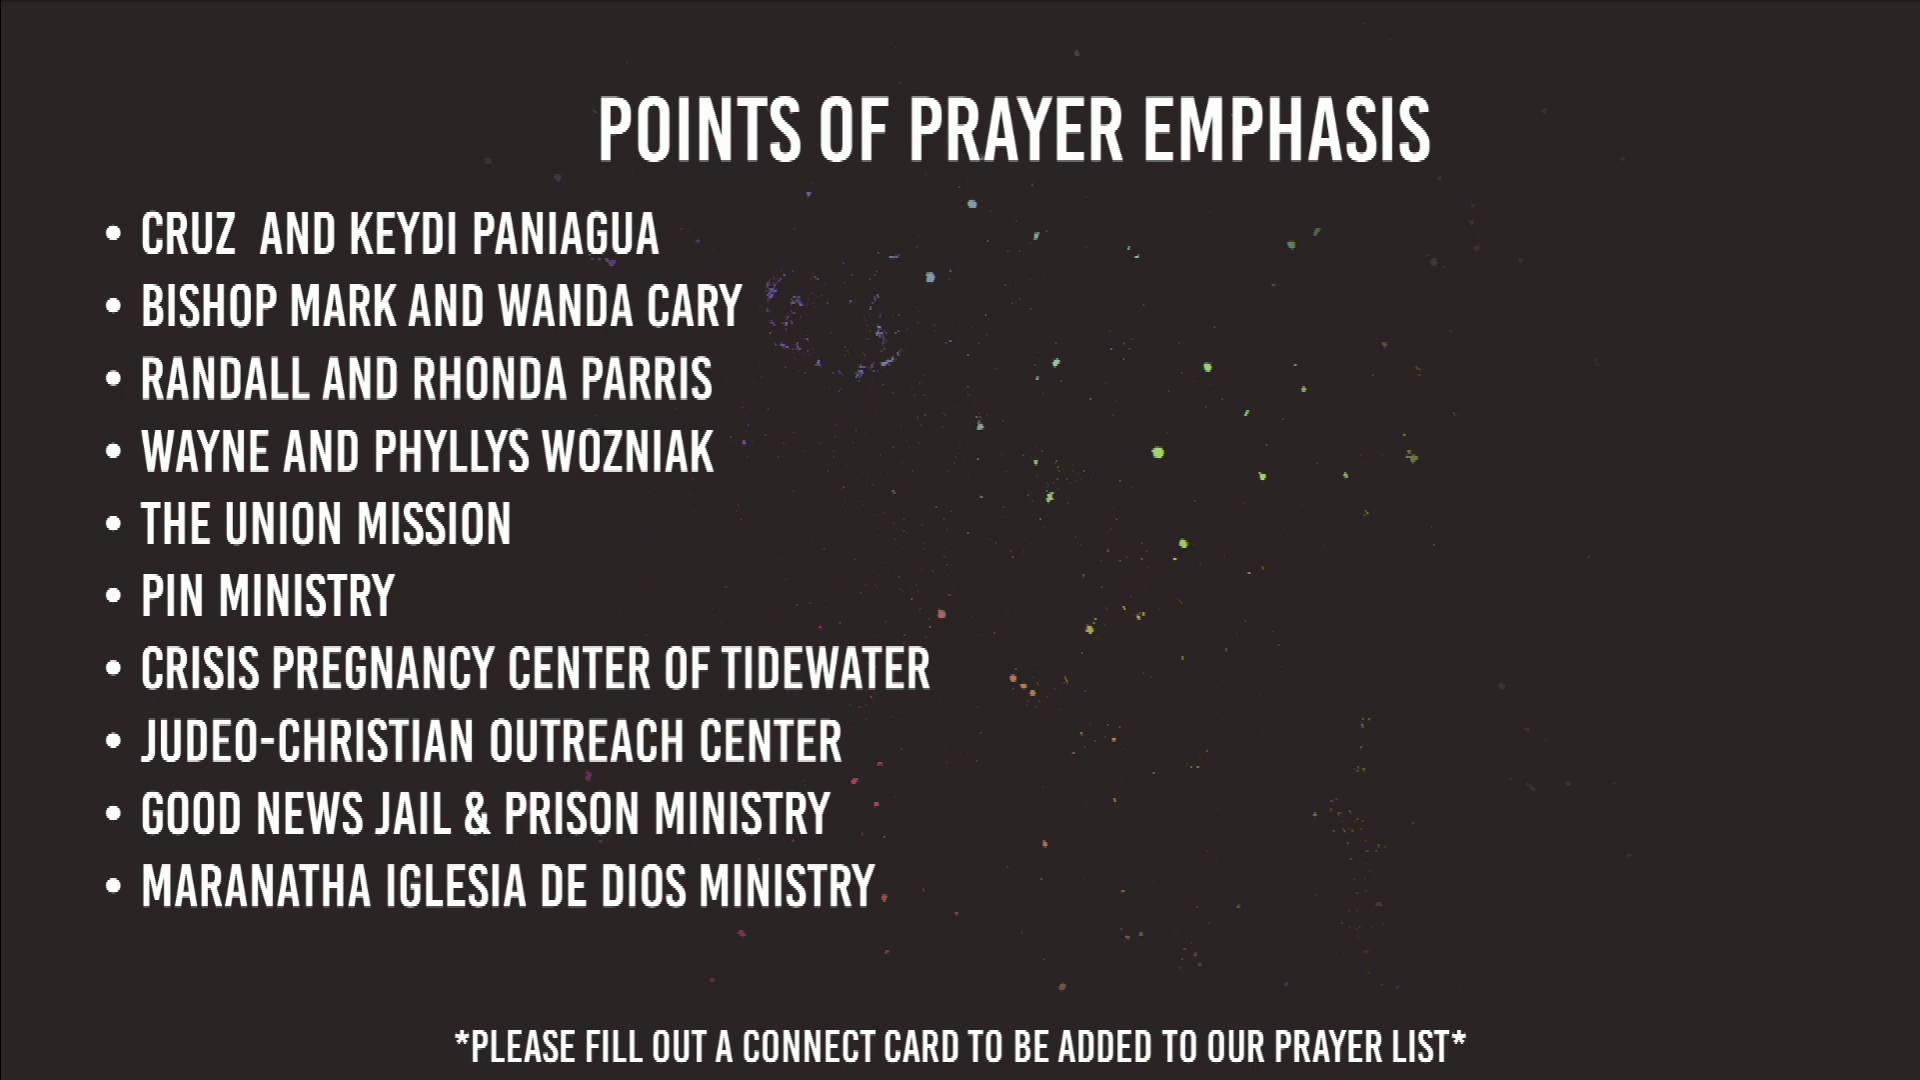 POINTS OF PRAYER EMPHASIS
• CRUZ  AND KEYDI PANIAGUA
• BISHOP MARK AND WANDA CARY
• RANDALL AND RHONDA PARRIS
• WAYNE AND PHYLLYS WOZNIAK
• THE UNION MISSION
• PIN MINISTRY
• CRISIS PREGNANCY CENTER OF TIDEWATER
• JUDEO-CHRISTIAN OUTREACH CENTER
• GOOD NEWS JAIL & PRISON MINISTRY
• MARANATHA IGLESIA DE DIOS MINISTRY
*PLEASE FILL OUT A CONNECT CARD TO BE ADDED TO OUR PRAYER LIST*